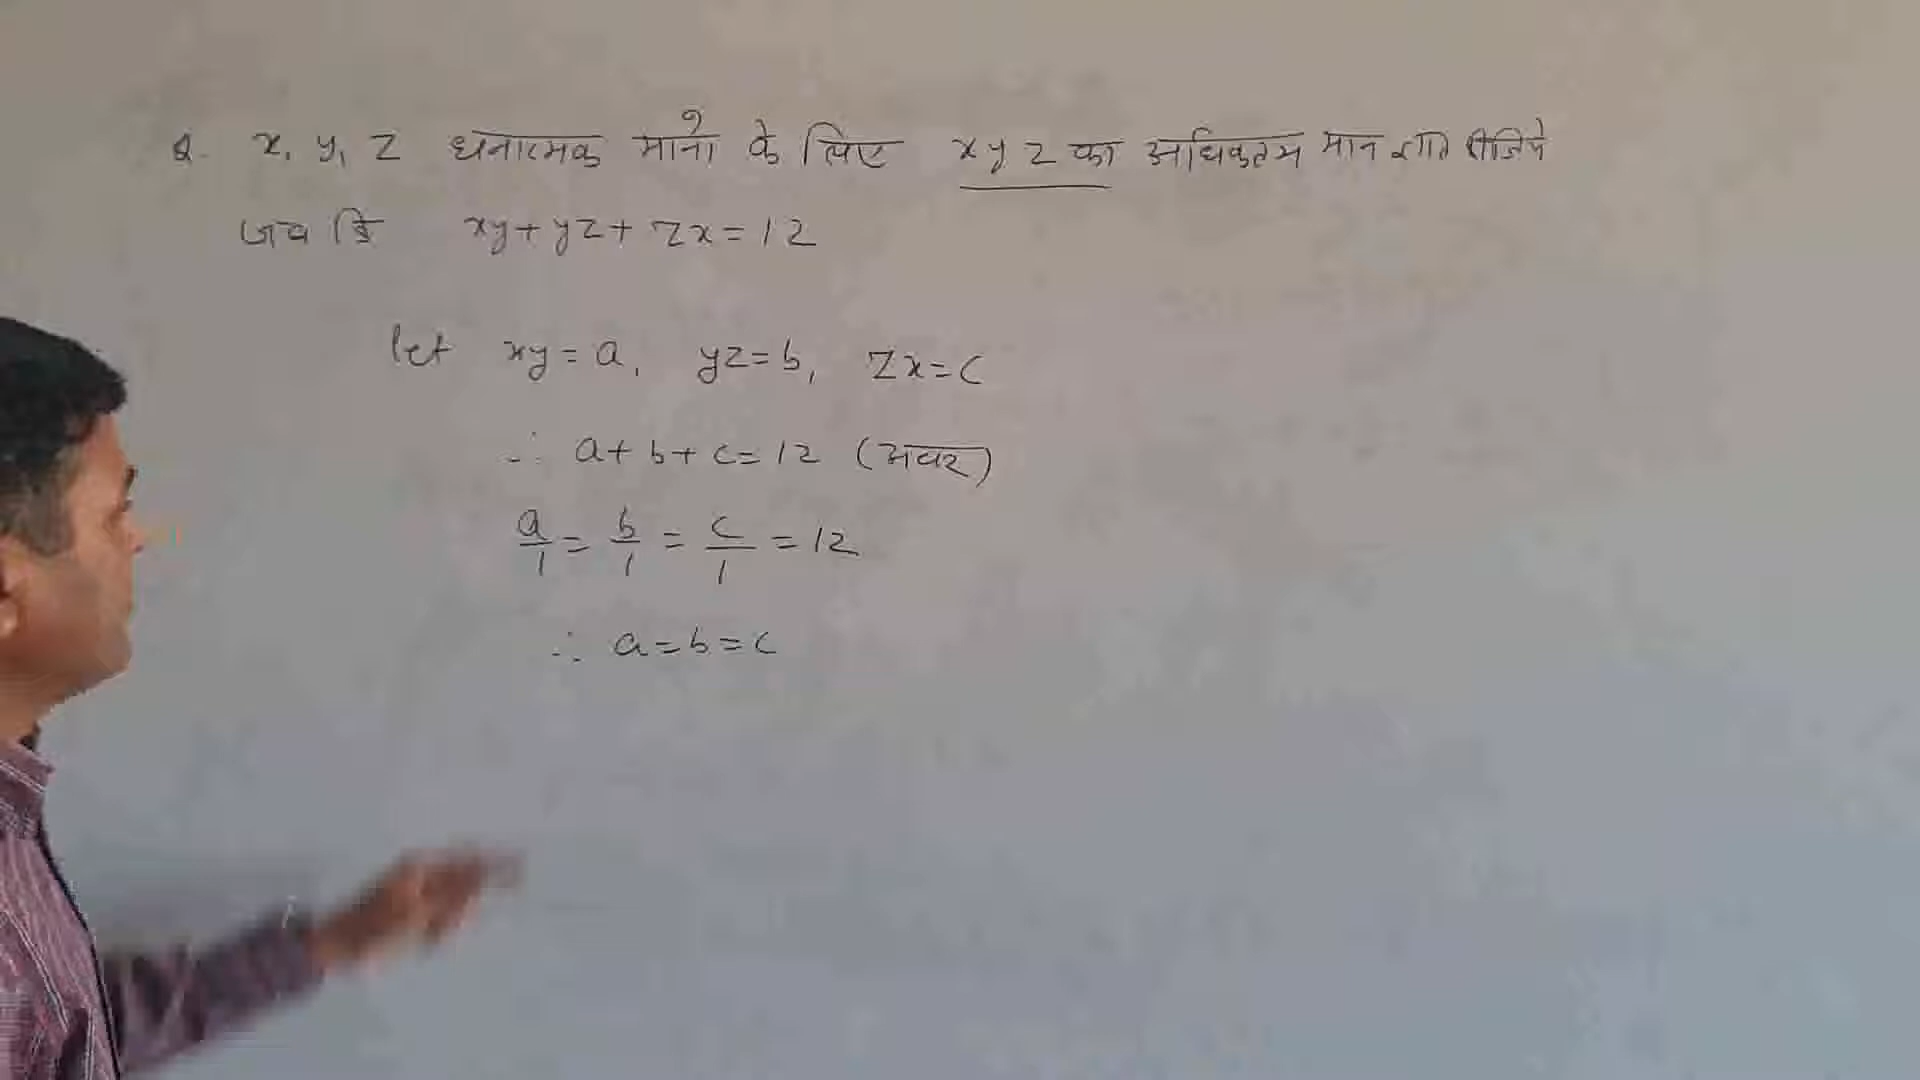 Q. x, y, z धनात्मक मानों के लिए xyz का अधिकतम मान ज्ञात कीजिये
जब कि xy+yz+zx=12
let xy=a, yz=b, zx=c
∴ a+b+c=12 (अचर)
a/1 = b/1 = c/1 = 12
∴ a=b=c